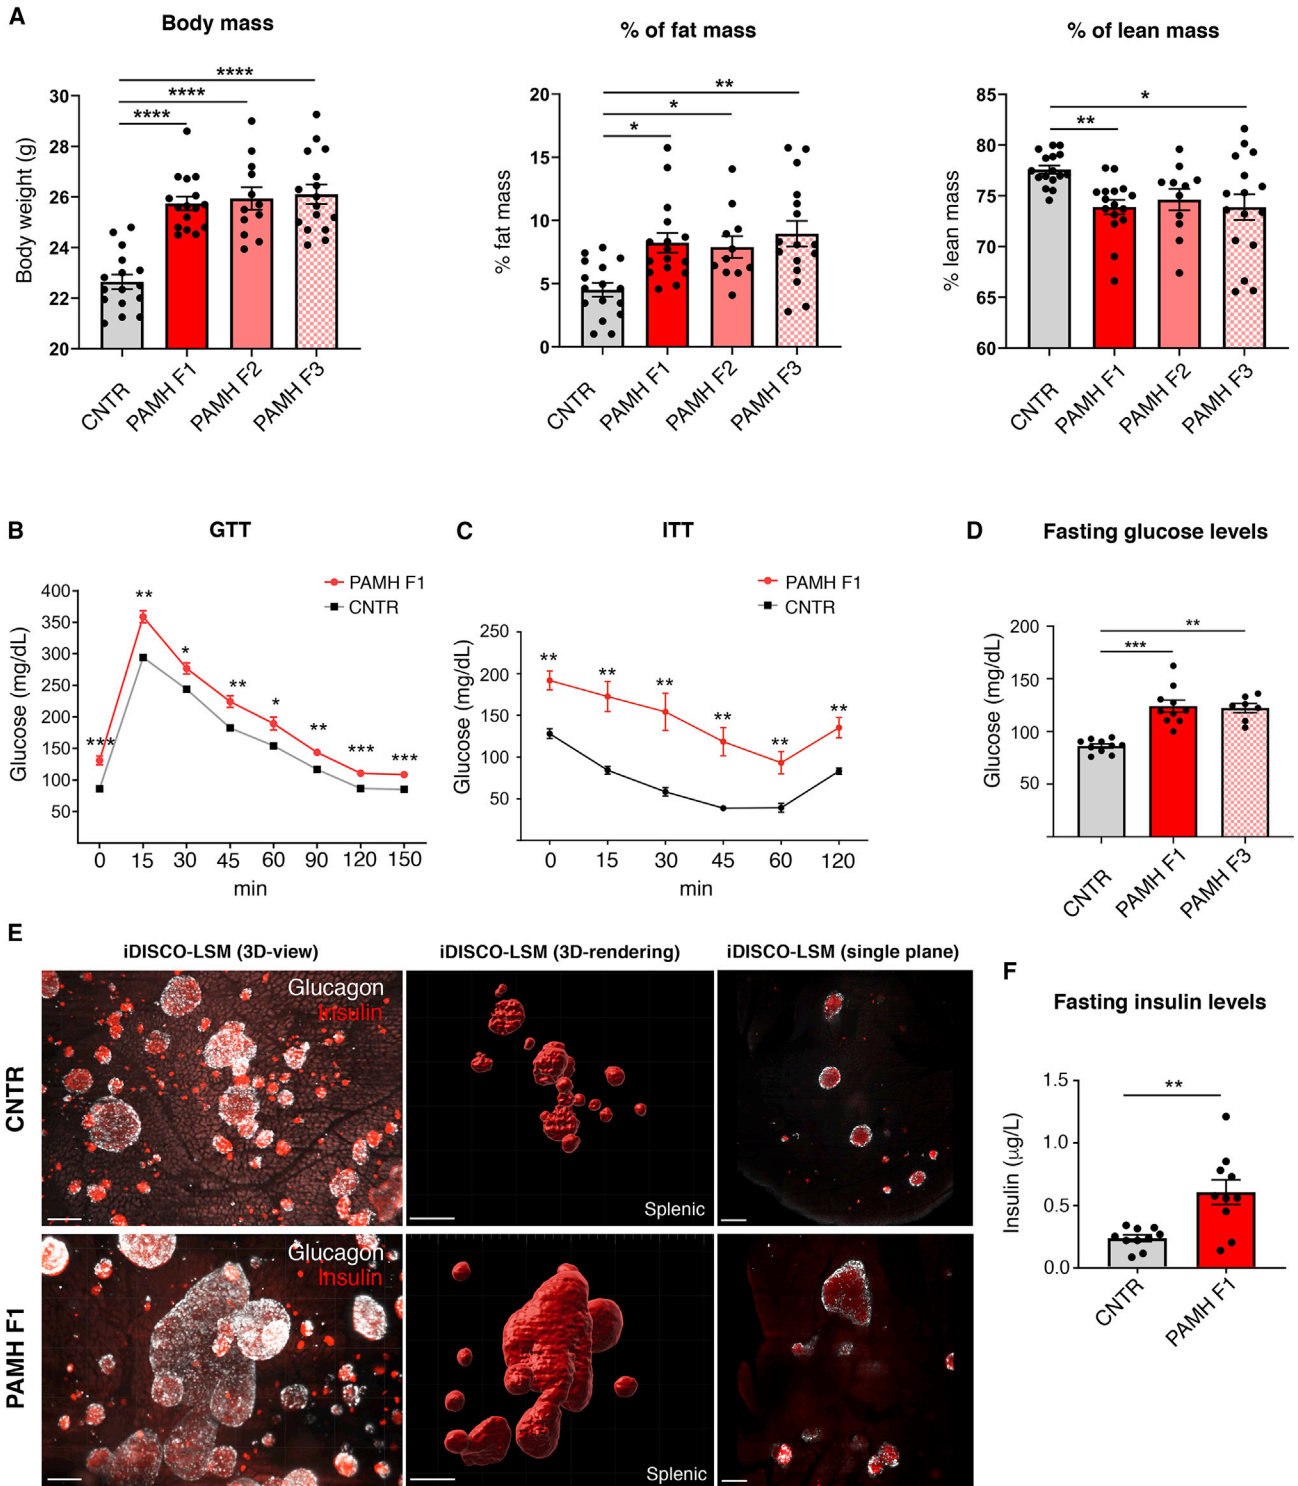 A
Body mass
% of fat mass
% of lean mass
****
****
****
Body weight (g)
30
28
26
24
22
20
CNTR
PAMH F1
PAMH F2
PAMH F3
**
*
*
% fat mass
20
15
10
5
0
CNTR
PAMH F1
PAMH F2
PAMH F3
*
**
% lean mass
85
80
75
70
65
60
CNTR
PAMH F1
PAMH F2
PAMH F3
B
GTT
PAMH F1
CNTR
Glucose (mg/dL)
400
350
300
250
200
150
100
50
***
**
*
**
*
**
***
***
0 15 30 45 60 90 120 150
min
C
ITT
PAMH F1
CNTR
Glucose (mg/dL)
250
200
150
100
50
**
**
**
**
**
**
0 15 30 45 60 120
min
D
Fasting glucose levels
**
***
Glucose (mg/dL)
200
150
100
50
CNTR
PAMH F1
PAMH F3
E
iDISCO-LSM (3D-view)
iDISCO-LSM (3D-rendering)
iDISCO-LSM (single plane)
CNTR
Glucagon
Insulin
Splenic
PAMH F1
Glucagon
Insulin
Splenic
F
Fasting insulin levels
**
Insulin (µg/L)
1.5
1.0
0.5
0.0
CNTR
PAMH F1